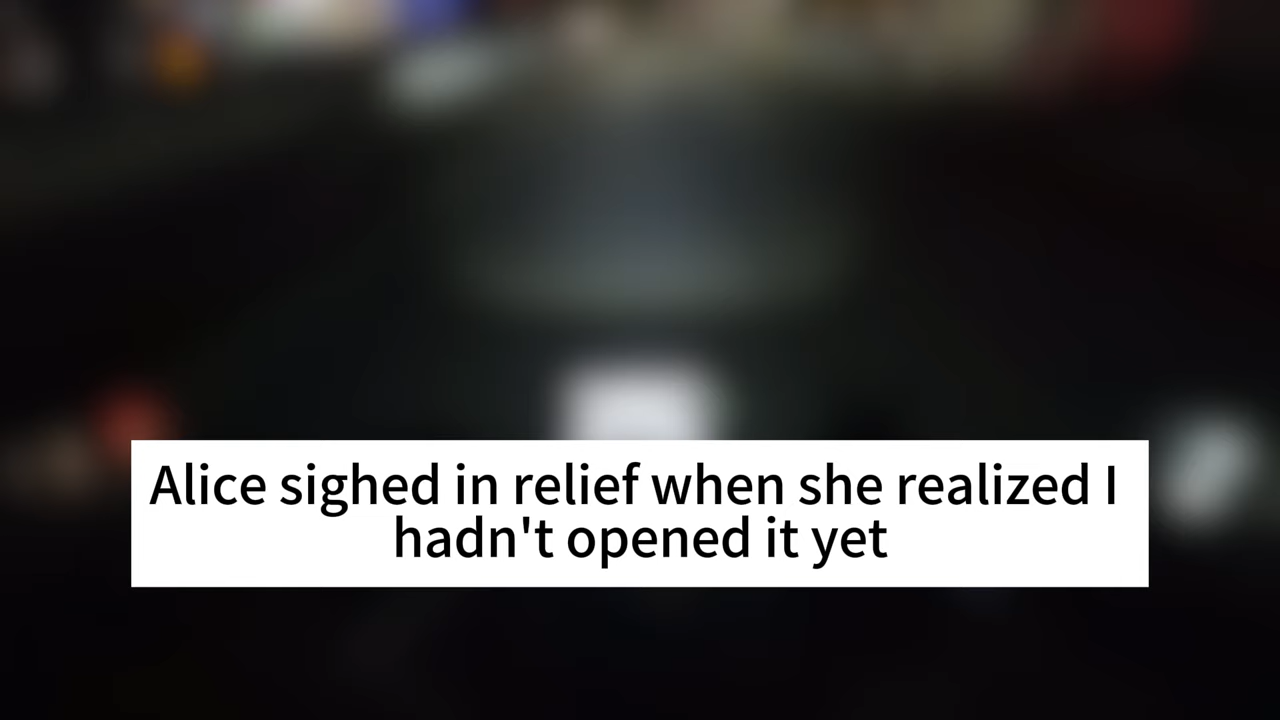 Alice sighed in relief when she realized I
hadn't opened it yet